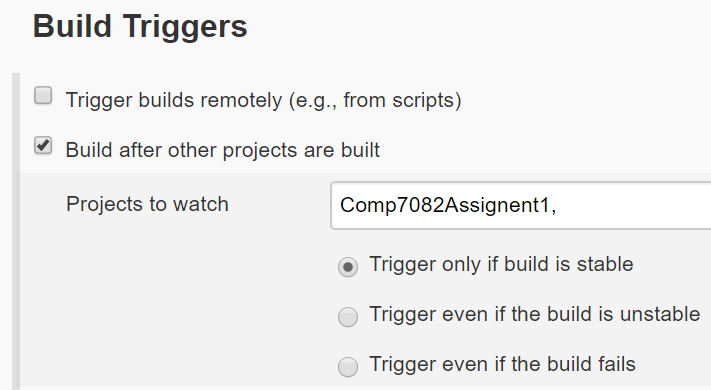 Build Triggers
Trigger builds remotely (e.g., from scripts)
Build after other projects are built
Projects to watch
Comp7082Assignent1,
Trigger only if build is stable
Trigger even if the build is unstable
Trigger even if the build fails